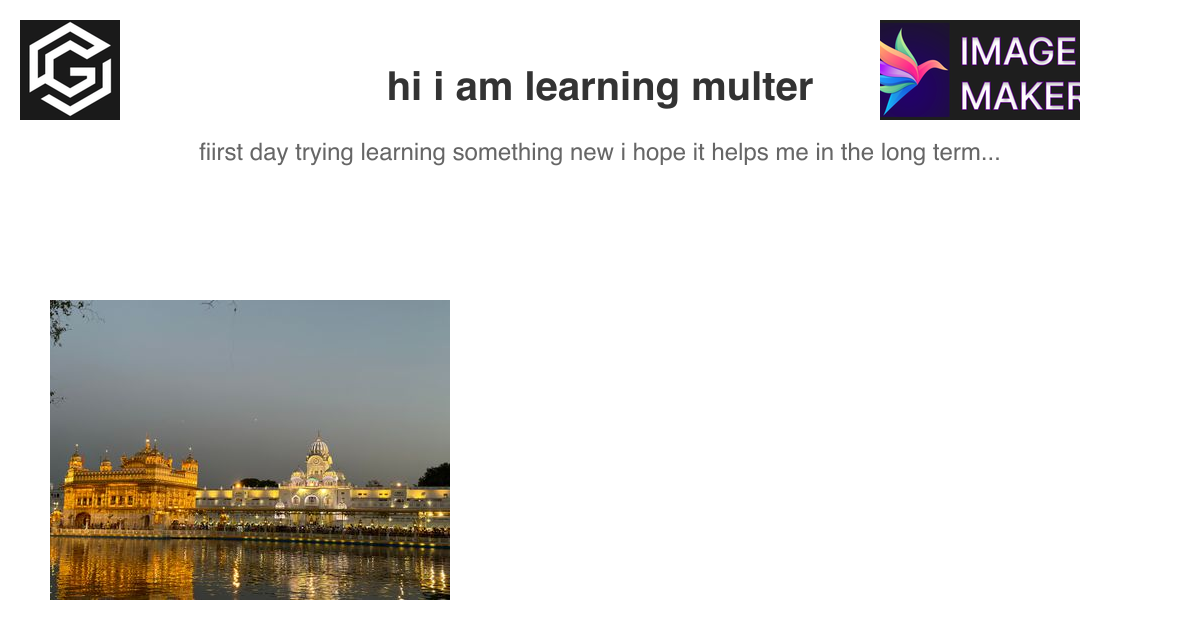 IMAGE
MAKER
hi i am learning multer
fiirst day trying learning something new i hope it helps me in the long term...